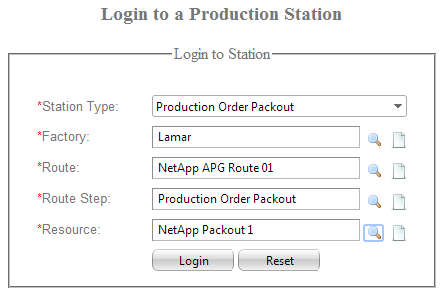 Login to a Production Station
Login to Station
*Station Type: Production Order Packout
*Factory: Lamar
*Route: NetApp APG Route 01
*Route Step: Production Order Packout
*Resource: NetApp Packout 1
Login Reset